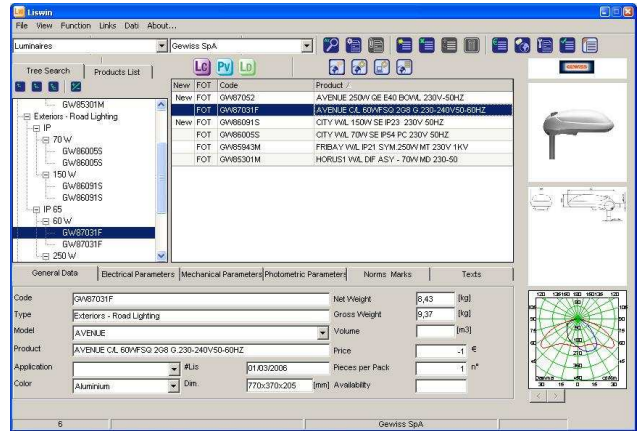 Liswin
File View Function Links Dati About...
Luminaires Gewiss SpA
Tree Search Products List
Lc Pv Ld
GEWISS
New FOT Code Product
New FOT GW87052 AVENUE 250W QE E40 BOWL 230V-50HZ
FOT GW87031F AVENUE C/L 60WFSQ 2G8 G.230-240V50-60HZ
New FOT GW86091S CITY W/L 150W SE IP23 230V 50HZ
FOT GW86005S CITY W/L 70W SE IP54 PC 230V 50HZ
FOT GW85943M FRIBAY W/L IP21 SYM.250W MT 230V 1KV
FOT GW85301M HORUS1 W/L DIF ASY - 70W MD 230-50
GW85301M
Exteriors - Road Lighting
IP
70 W
GW86005S
GW86005S
150 W
GW86091S
GW86091S
IP 65
60 W
GW87031F
GW87031F
250 W
General Data Electrical Parameters Mechanical Parameters Photometric Parameters Norms Marks Texts
Code GW87031F Net Weight 8,43 [kg]
Type Exteriors - Road Lighting Gross Weight 9,37 [kg]
Model AVENUE Volume [m3]
Product AVENUE C/L 60WFSQ 2G8 G.230-240V50-60HZ Price -1 €
Application #Lis 01/03/2006 Pieces per Pack 1 n°
Color Aluminium Dim. 770x370x205 [mm] Availability
6 Gewiss SpA